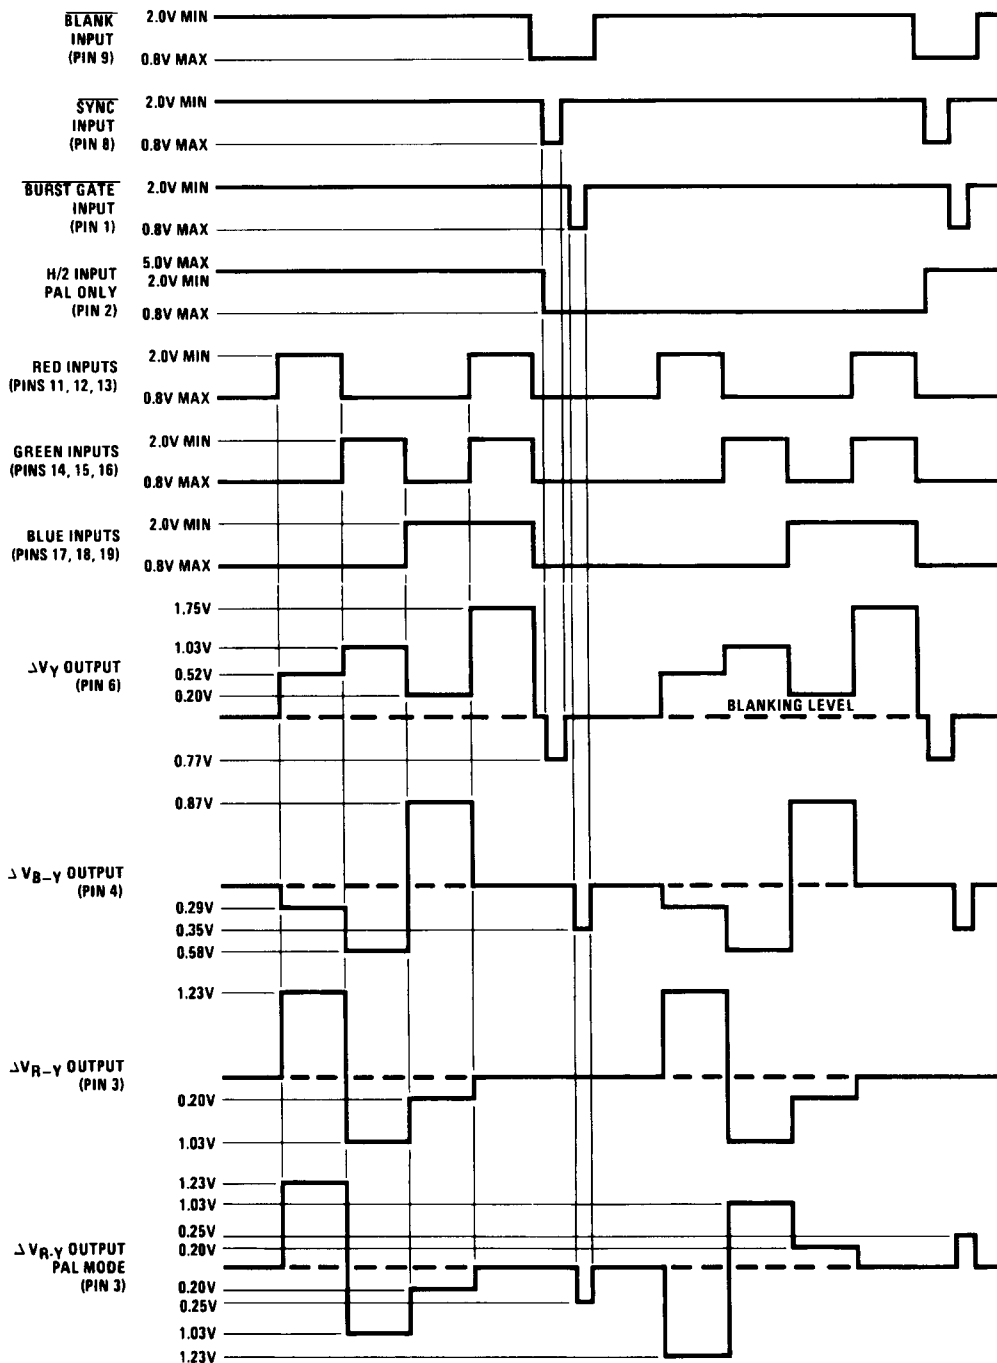 BLANK 2.0V MIN
INPUT
(PIN 9) 0.8V MAX
SYNC 2.0V MIN
INPUT
(PIN 8) 0.8V MAX
BURST GATE 2.0V MIN
INPUT
(PIN 1) 0.8V MAX
5.0V MAX
H/2 INPUT 2.0V MIN
PAL ONLY
(PIN 2) 0.8V MAX
RED INPUTS 2.0V MIN
(PINS 11, 12, 13) 0.8V MAX
GREEN INPUTS 2.0V MIN
(PINS 14, 15, 16) 0.8V MAX
BLUE INPUTS 2.0V MIN
(PINS 17, 18, 19) 0.8V MAX
1.75V
1.03V
ΔVY OUTPUT 0.52V
(PIN 6) 0.20V
BLANKING LEVEL
0.77V
0.87V
ΔVB–Y OUTPUT
(PIN 4)
0.29V
0.35V
0.58V
1.23V
ΔVR–Y OUTPUT
(PIN 3)
0.20V
1.03V
1.23V
1.03V
0.25V
ΔVR-Y OUTPUT 0.20V
PAL MODE
(PIN 3) 0.20V
0.25V
1.03V
1.23V